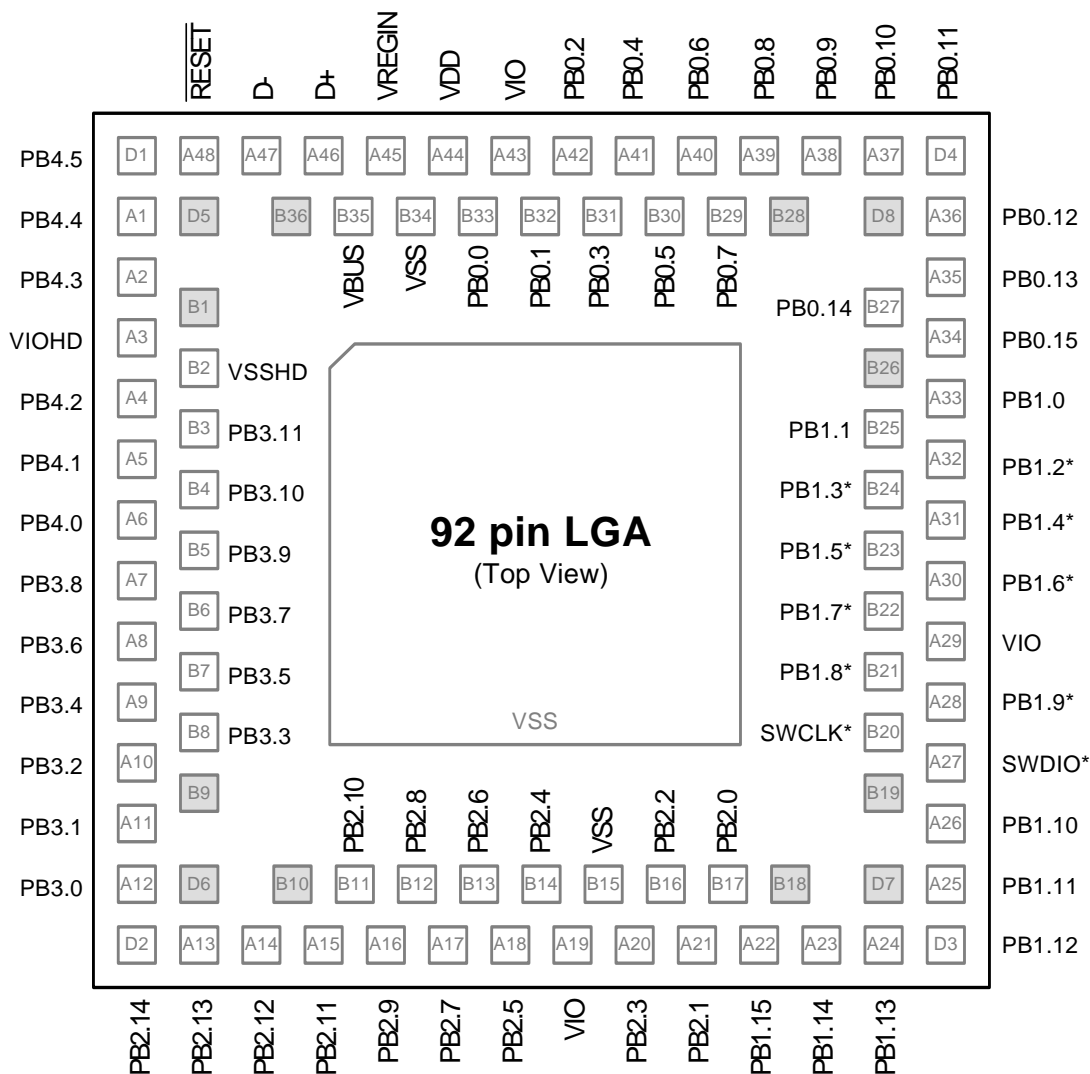 RESET D- D+ VREGIN VDD VIO PB0.2 PB0.4 PB0.6 PB0.8 PB0.9 PB0.10 PB0.11
PB4.5 D1 A48 A47 A46 A45 A44 A43 A42 A41 A40 A39 A38 A37 D4
PB4.4 A1 D5 B36 B35 B34 B33 B32 B31 B30 B29 B28 D8 A36 PB0.12
VBUS VSS PB0.0 PB0.1 PB0.3 PB0.5 PB0.7
PB4.3 A2 A35 PB0.13
B1 PB0.14 B27
VIOHD A3 A34 PB0.15
B2 VSSHD B26
PB4.2 A4 A33 PB1.0
B3 PB3.11 PB1.1 B25
PB4.1 A5 A32 PB1.2*
B4 PB3.10 PB1.3* B24
PB4.0 A6 A31 PB1.4*
92 pin LGA
B5 PB3.9 PB1.5* B23
(Top View)
PB3.8 A7 A30 PB1.6*
B6 PB3.7 PB1.7* B22
PB3.6 A8 A29 VIO
B7 PB3.5 PB1.8* B21
PB3.4 A9 A28 PB1.9*
VSS
B8 PB3.3 SWCLK* B20
PB3.2 A10 A27 SWDIO*
B9 B19
PB2.10 PB2.8 PB2.6 PB2.4 VSS PB2.2 PB2.0
PB3.1 A11 A26 PB1.10
PB3.0 A12 D6 B10 B11 B12 B13 B14 B15 B16 B17 B18 D7 A25 PB1.11
D2 A13 A14 A15 A16 A17 A18 A19 A20 A21 A22 A23 A24 D3 PB1.12
PB2.14 PB2.13 PB2.12 PB2.11 PB2.9 PB2.7 PB2.5 VIO PB2.3 PB2.1 PB1.15 PB1.14 PB1.13